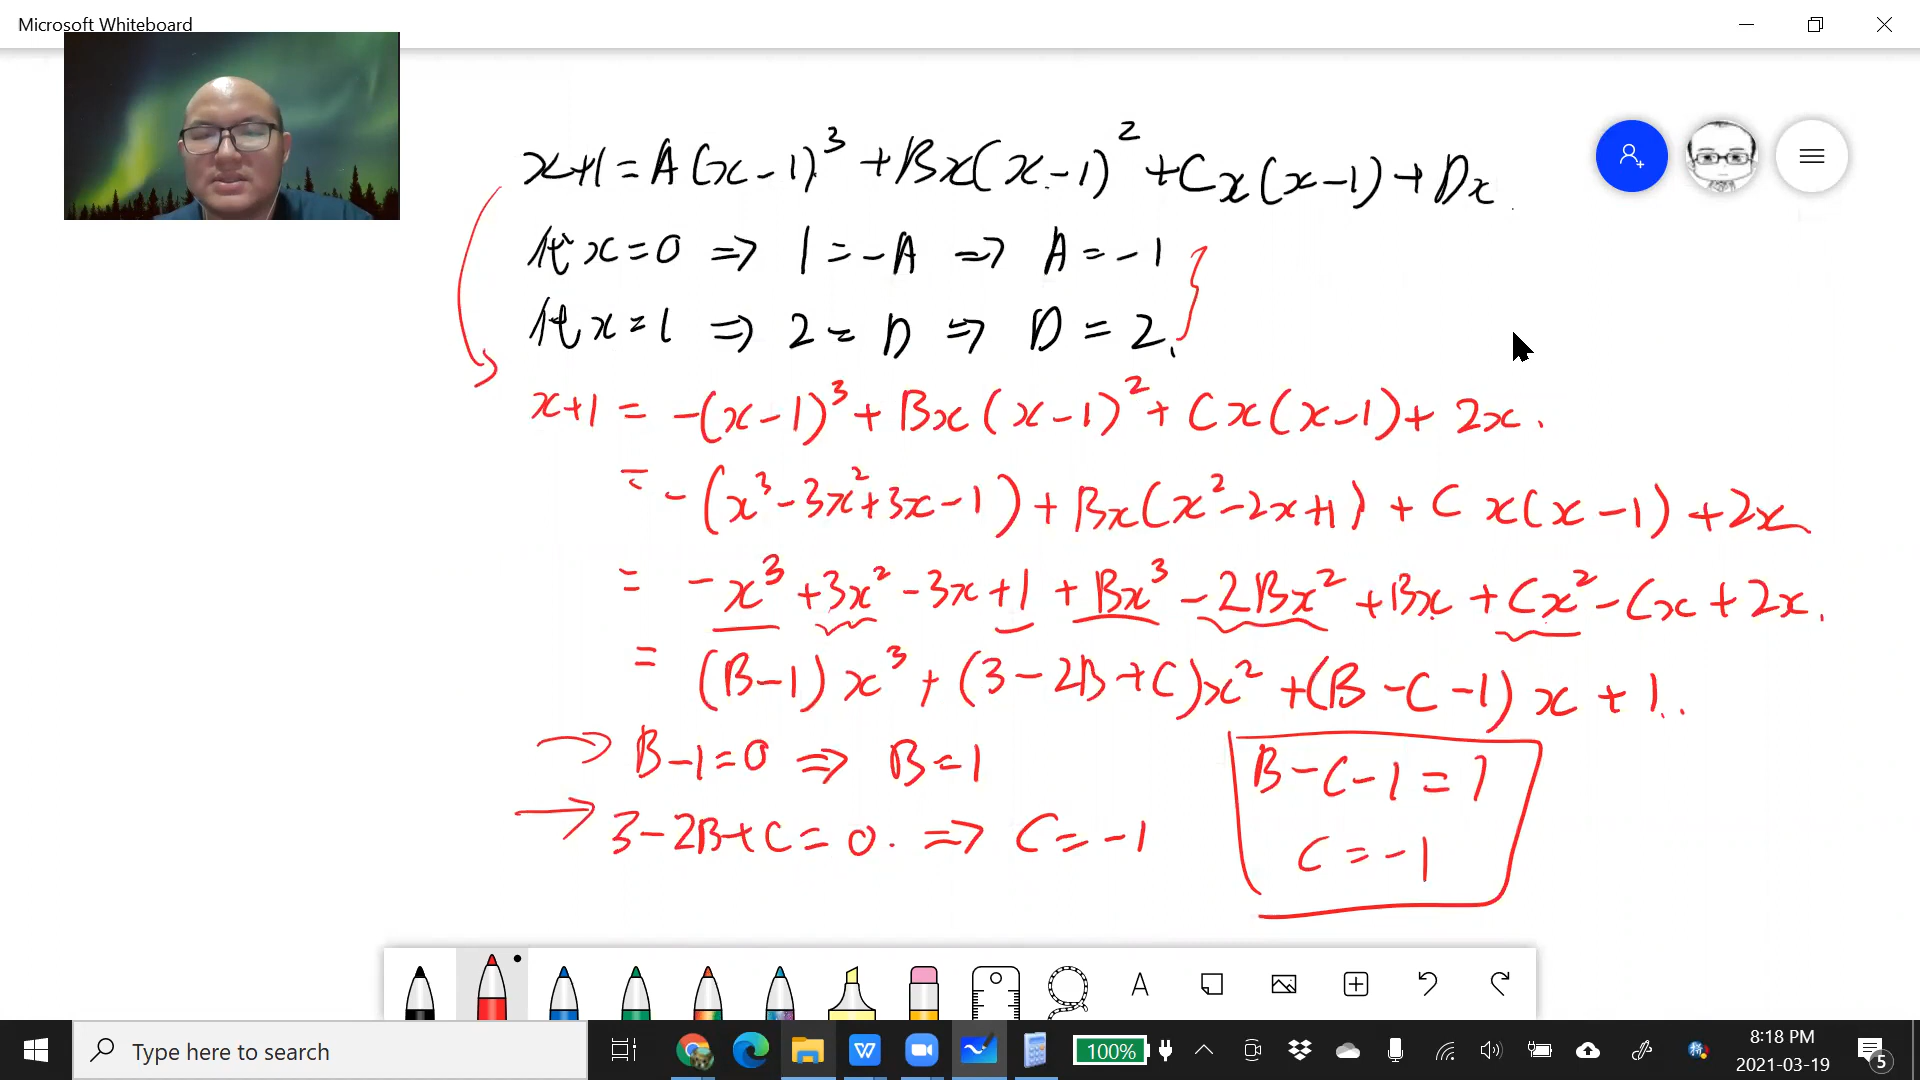 Microsoft Whiteboard
x+1=A(x-1)³+Bx(x-1)²+Cx(x-1)+Dx
代x=0 ⇒ 1=-A ⇒ A=-1
代x=1 ⇒ 2=D ⇒ D=2.
x+1 = -(x-1)³+Bx(x-1)²+Cx(x-1)+2x.
= -(x³-3x²+3x-1)+Bx(x²-2x+1)+Cx(x-1)+2x
= -x³+3x²-3x+1+Bx³-2Bx²+Bx+Cx²-Cx+2x.
= (B-1)x³+(3-2B+C)x²+(B-C-1)x+1..
→ B-1=0 ⇒ B=1
→ 3-2B+C=0. ⇒ C=-1
B-C-1=1
C=-1
A
Type here to search
W
100%
8:18 PM
2021-03-19
5